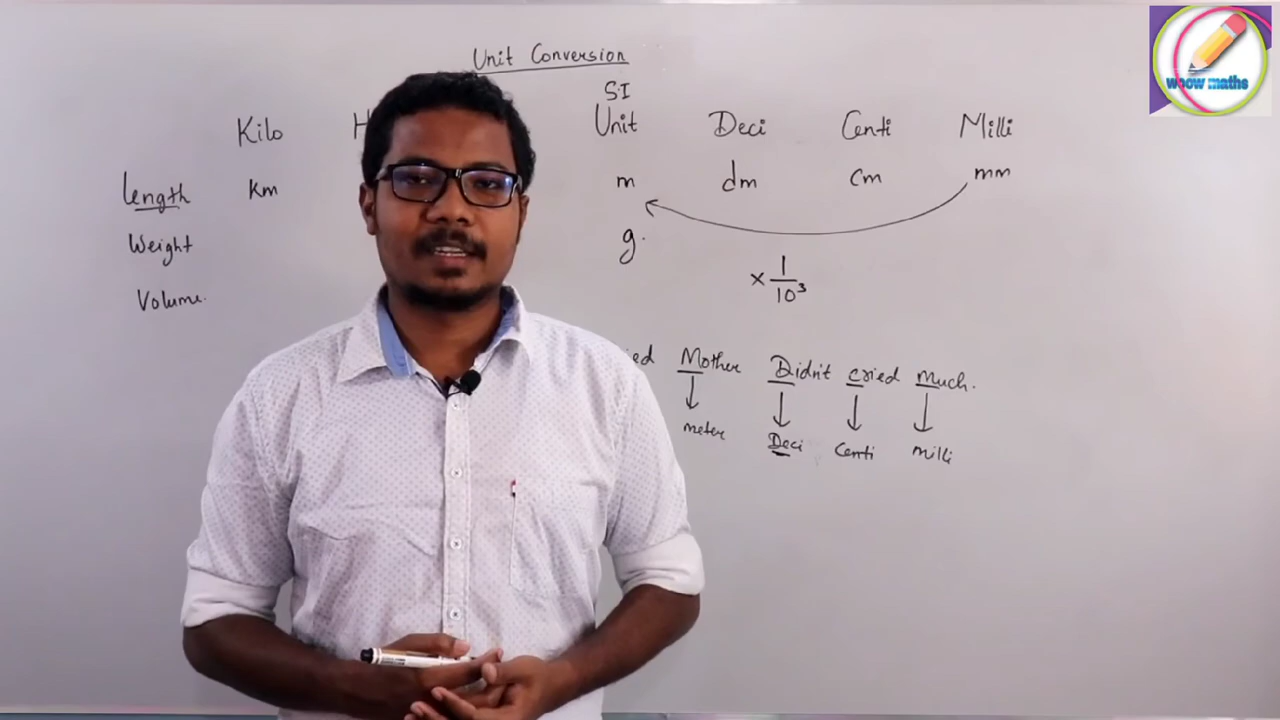 Unit Conversion
SI
Kilo H Unit Deci Centi Milli
Length Km m dm cm mm
Weight g.
Volume.
× 1/10³
ied Mother Didn't cried much.
meter Deci Centi milli
woow maths